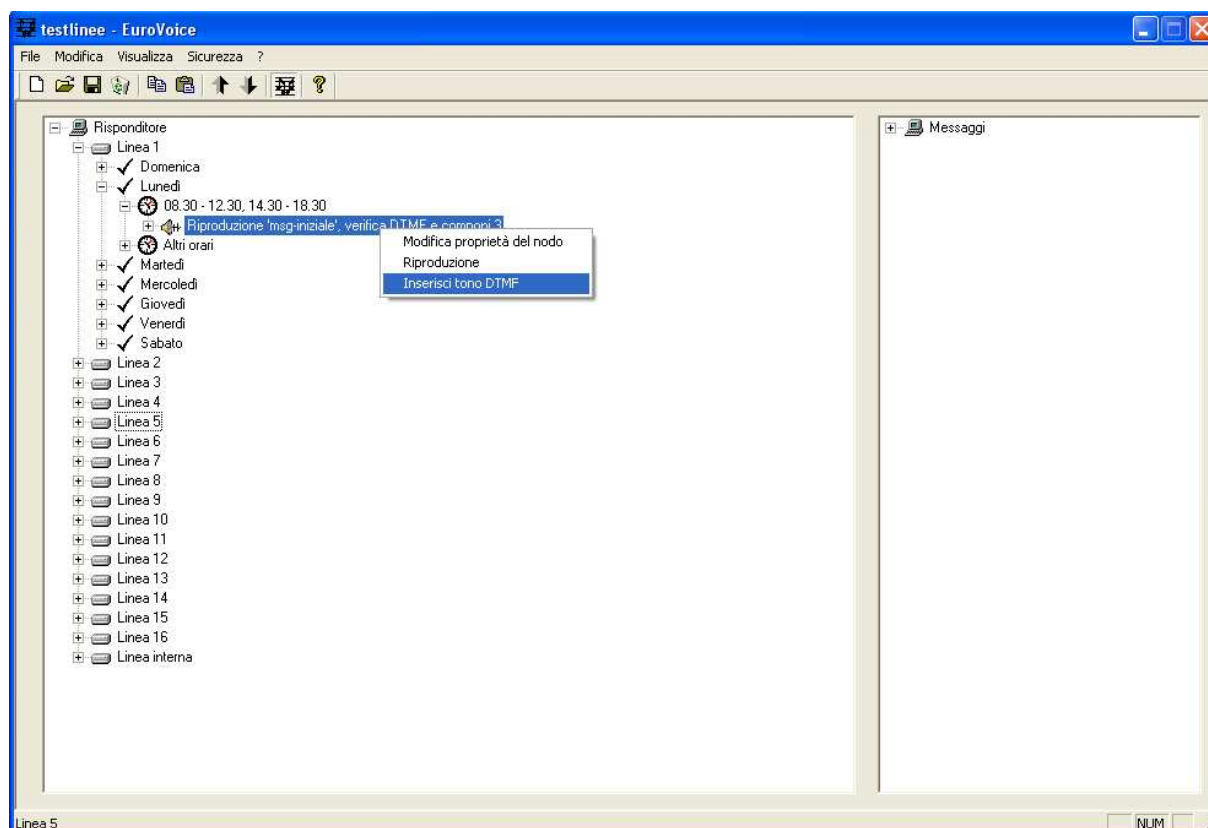 testlinee - EuroVoice
File Modifica Visualizza Sicurezza ?
Risponditore
Linea 1
Domenica
Lunedì
08.30 - 12.30, 14.30 - 18.30
Riproduzione 'msg-iniziale', verifica DTMF e componi 3
Altri orari
Martedì
Mercoledì
Giovedì
Venerdì
Sabato
Linea 2
Linea 3
Linea 4
Linea 5
Linea 6
Linea 7
Linea 8
Linea 9
Linea 10
Linea 11
Linea 12
Linea 13
Linea 14
Linea 15
Linea 16
Linea interna
Modifica proprietà del nodo
Riproduzione
Inserisci tono DTMF
Messaggi
Linea 5
NUM